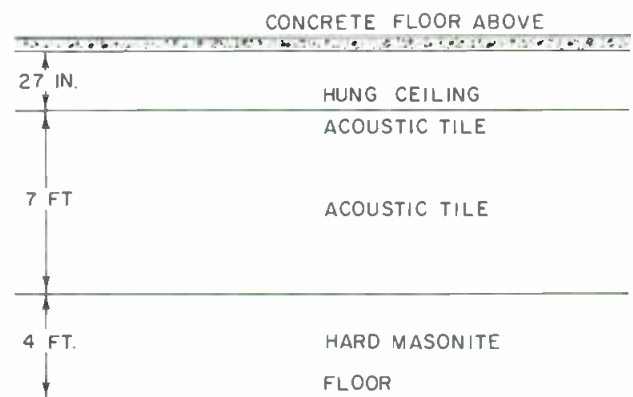 CONCRETE FLOOR ABOVE
27 IN.
HUNG CEILING
ACOUSTIC TILE
7 FT
ACOUSTIC TILE
4 FT.
HARD MASONITE
FLOOR